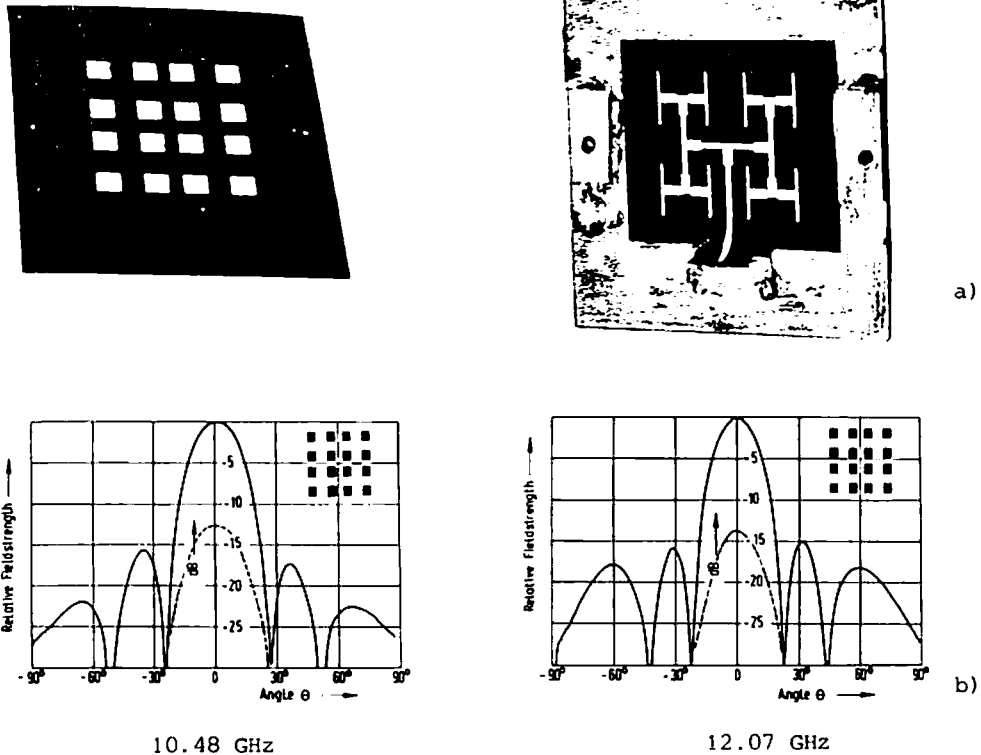 a)
Relative Fieldstrength
-5
-10
-15
-20
-25
dB
-90° -60° -30° 0 30° 60° 90°
Angle θ
10.48 GHz
Relative Fieldstrength
-5
-10
-15
-20
-25
dB
-90° -60° -30° 0 30° 60° 90°
Angle θ
12.07 GHz
b)